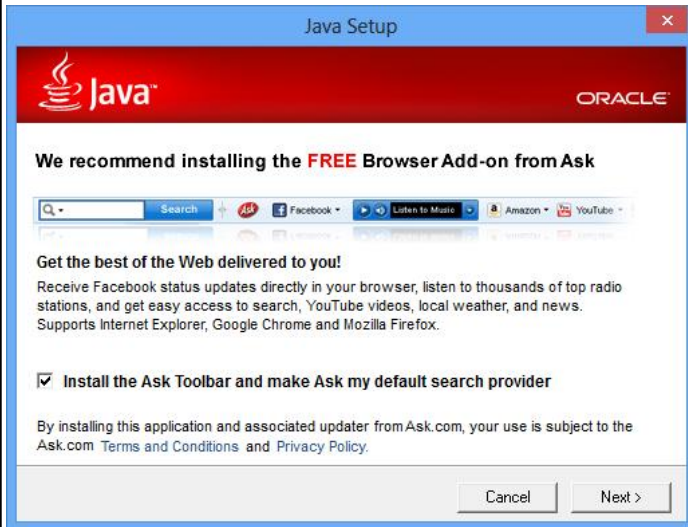 Java Setup
Java™
ORACLE
We recommend installing the FREE Browser Add-on from Ask
Search Ask Facebook Listen to Music Amazon YouTube
Get the best of the Web delivered to you!
Receive Facebook status updates directly in your browser, listen to thousands of top radio
stations, and get easy access to search, YouTube videos, local weather, and news.
Supports Internet Explorer, Google Chrome and Mozilla Firefox.
Install the Ask Toolbar and make Ask my default search provider
By installing this application and associated updater from Ask.com, your use is subject to the
Ask.com Terms and Conditions and Privacy Policy.
Cancel Next >